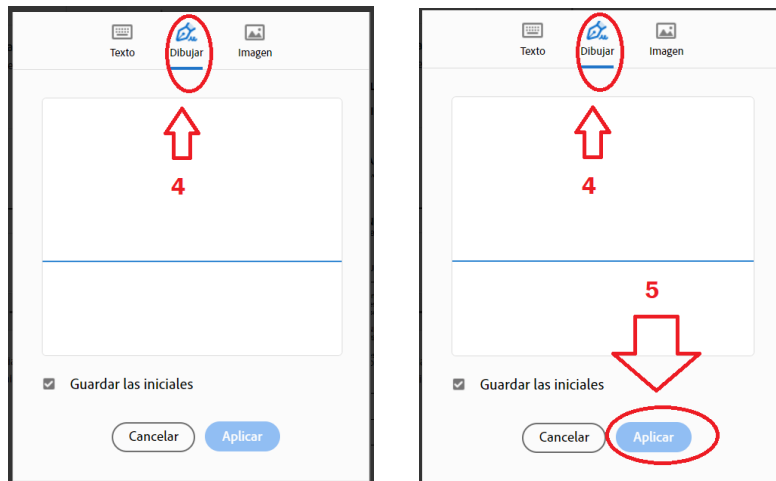 Texto Dibujar Imagen
4
Guardar las iniciales
Cancelar Aplicar
Texto Dibujar Imagen
4
5
Guardar las iniciales
Cancelar Aplicar